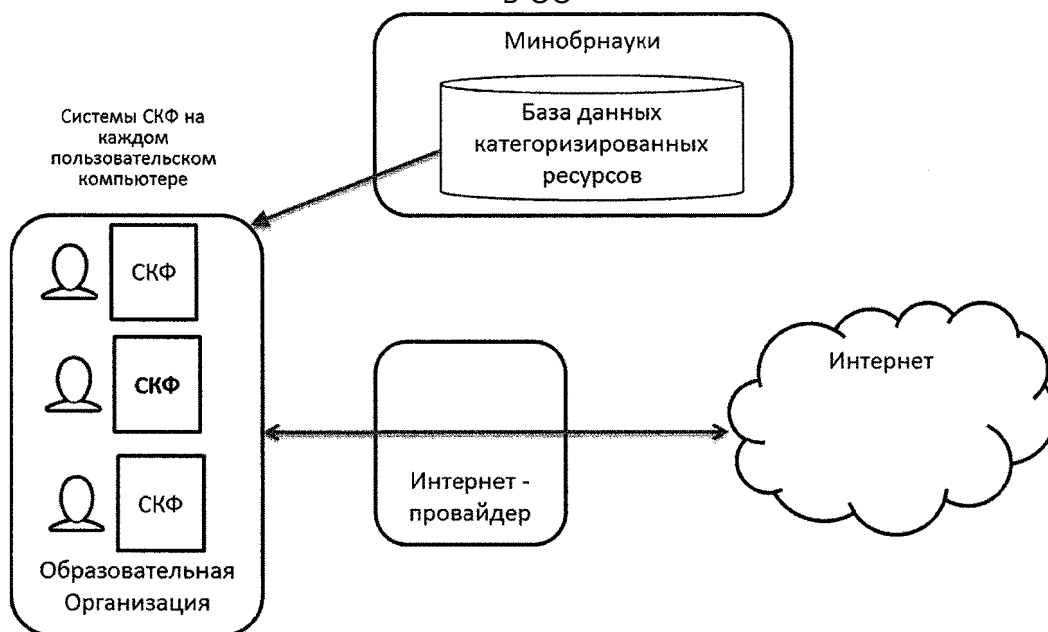 в ОО
Минобрнауки
База данных
категоризированных
ресурсов
Системы СКФ на
каждом
пользовательском
компьютере
СКФ
СКФ
СКФ
Образовательная
Организация
Интернет -
провайдер
Интернет